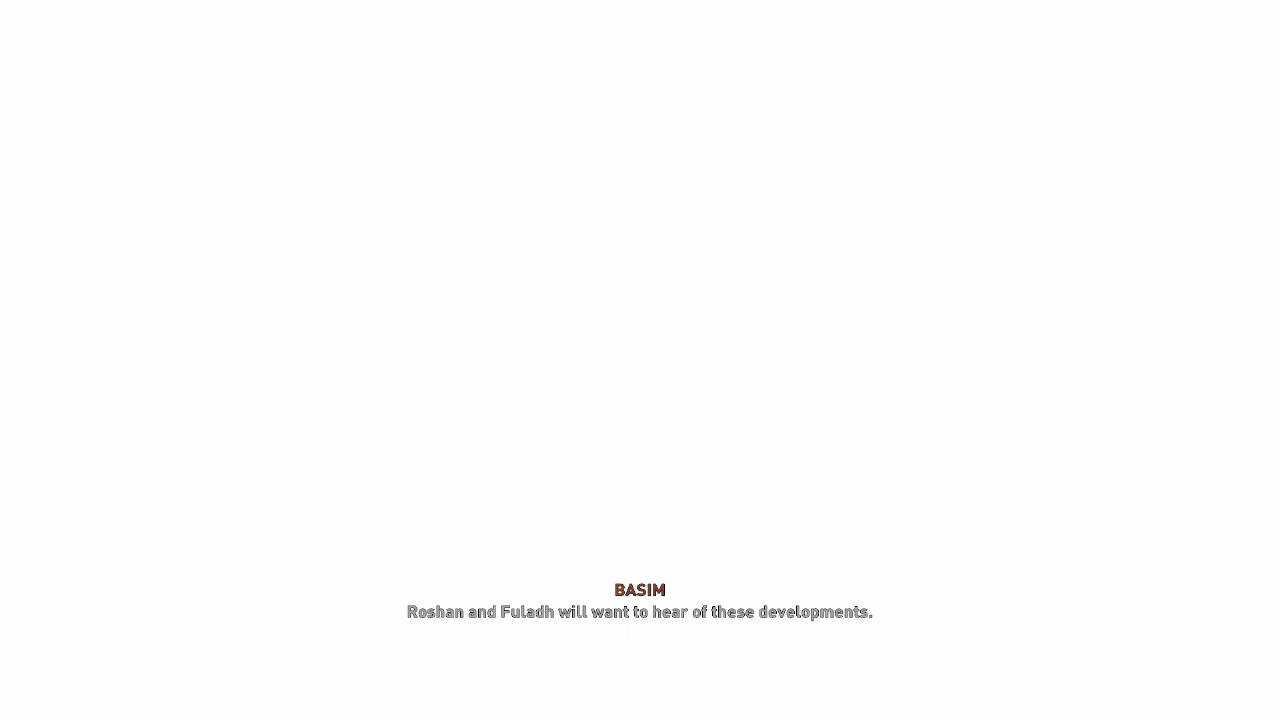 BASIM
Roshan and Fuladh will want to hear of these developments.